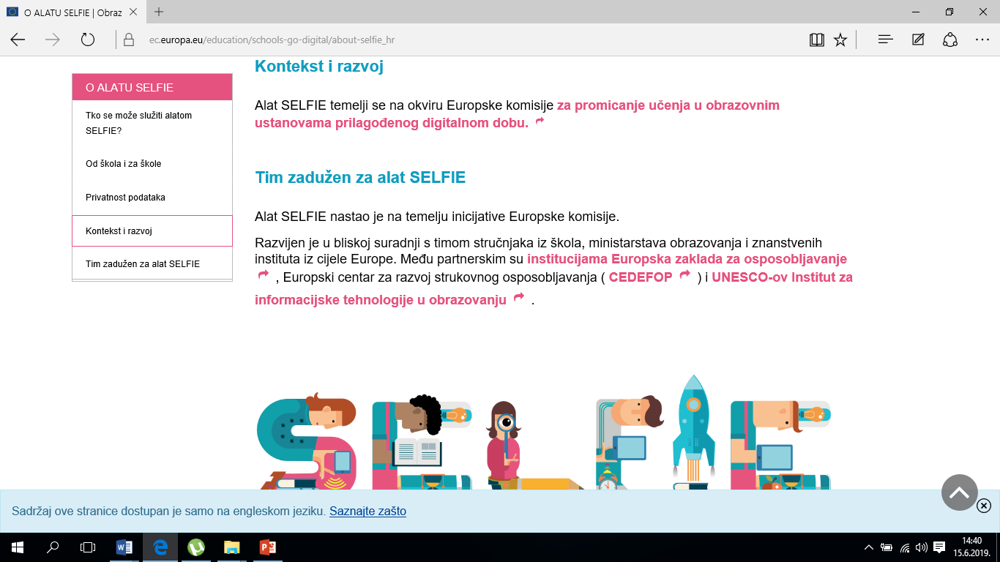 O ALATU SELFIE | Obraz
ec.europa.eu/education/schools-go-digital/about-selfie_hr
O ALATU SELFIE
Tko se može služiti alatom
SELFIE?
Od škola i za škole
Privatnost podataka
Kontekst i razvoj
Tim zadužen za alat SELFIE
Kontekst i razvoj
Alat SELFIE temelji se na okviru Europske komisije za promicanje učenja u obrazovnim
ustanovama prilagođenog digitalnom dobu.
Tim zadužen za alat SELFIE
Alat SELFIE nastao je na temelju inicijative Europske komisije.
Razvijen je u bliskoj suradnji s timom stručnjaka iz škola, ministarstava obrazovanja i znanstvenih
instituta iz cijele Europe. Među partnerskim su institucijama Europska zaklada za osposobljavanje
, Europski centar za razvoj strukovnog osposobljavanja ( CEDEFOP ) i UNESCO-ov Institut za
informacijske tehnologije u obrazovanju .
SELFIE
Sadržaj ove stranice dostupan je samo na engleskom jeziku. Saznajte zašto
14:40
15.6.2019.